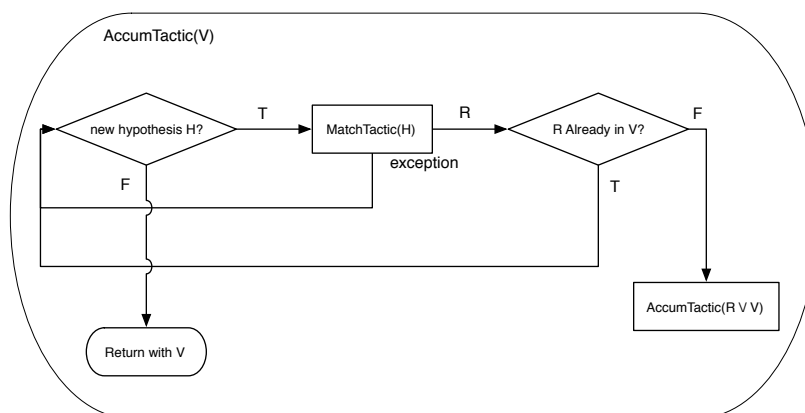 AccumTactic(V)
new hypothesis H?
T
MatchTactic(H)
R
R Already in V?
F
exception
F
T
AccumTactic(R \/ V)
Return with V